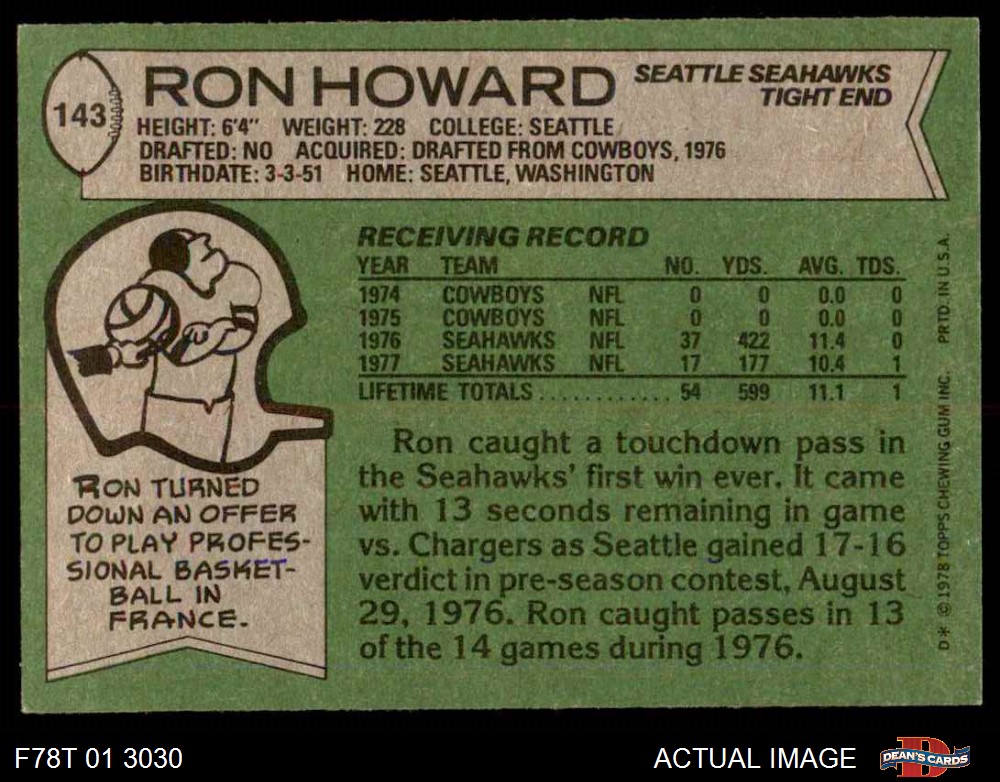 143
RON HOWARD
SEATTLE SEAHAWKS
TIGHT END
HEIGHT: 6'4" WEIGHT: 228 COLLEGE: SEATTLE
DRAFTED: NO ACQUIRED: DRAFTED FROM COWBOYS, 1976
BIRTHDATE: 3-3-51 HOME: SEATTLE, WASHINGTON
RECEIVING RECORD
YEAR TEAM NO. YDS. AVG. TDS.
1974 COWBOYS NFL 0 0 0.0 0
1975 COWBOYS NFL 0 0 0.0 0
1976 SEAHAWKS NFL 37 422 11.4 0
1977 SEAHAWKS NFL 17 177 10.4 1
LIFETIME TOTALS . . . . . . . . . . . . 54 599 11.1 1
Ron caught a touchdown pass in
the Seahawks' first win ever. It came
with 13 seconds remaining in game
vs. Chargers as Seattle gained 17-16
verdict in pre-season contest, August
29, 1976. Ron caught passes in 13
of the 14 games during 1976.
RON TURNED
DOWN AN OFFER
TO PLAY PROFES-
SIONAL BASKET-
BALL IN
FRANCE.
D* © 1978 TOPPS CHEWING GUM INC. PRTD. IN U.S.A.
F78T 01 3030
ACTUAL IMAGE
D
DEAN'S CARDS